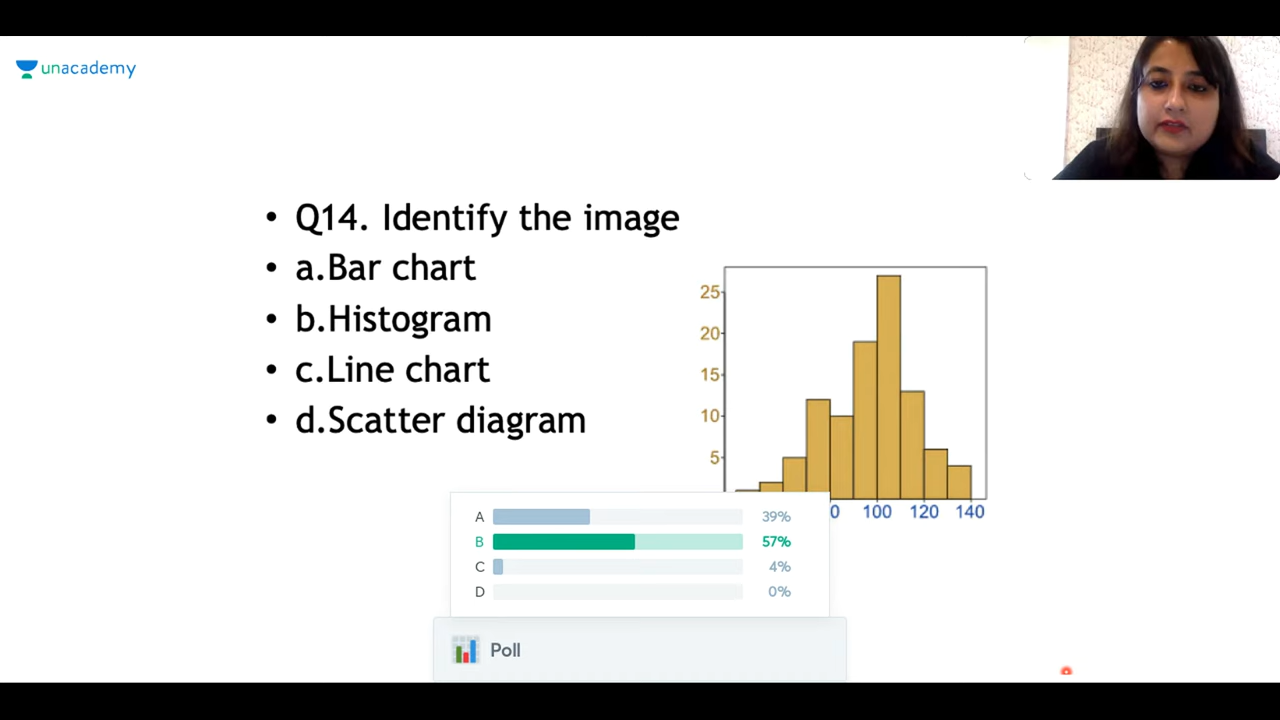 unacademy
• Q14. Identify the image
• a.Bar chart
• b.Histogram
• c.Line chart
• d.Scatter diagram
25
20
15
10
5
0 100 120 140
A 39%
B 57%
C 4%
D 0%
Poll